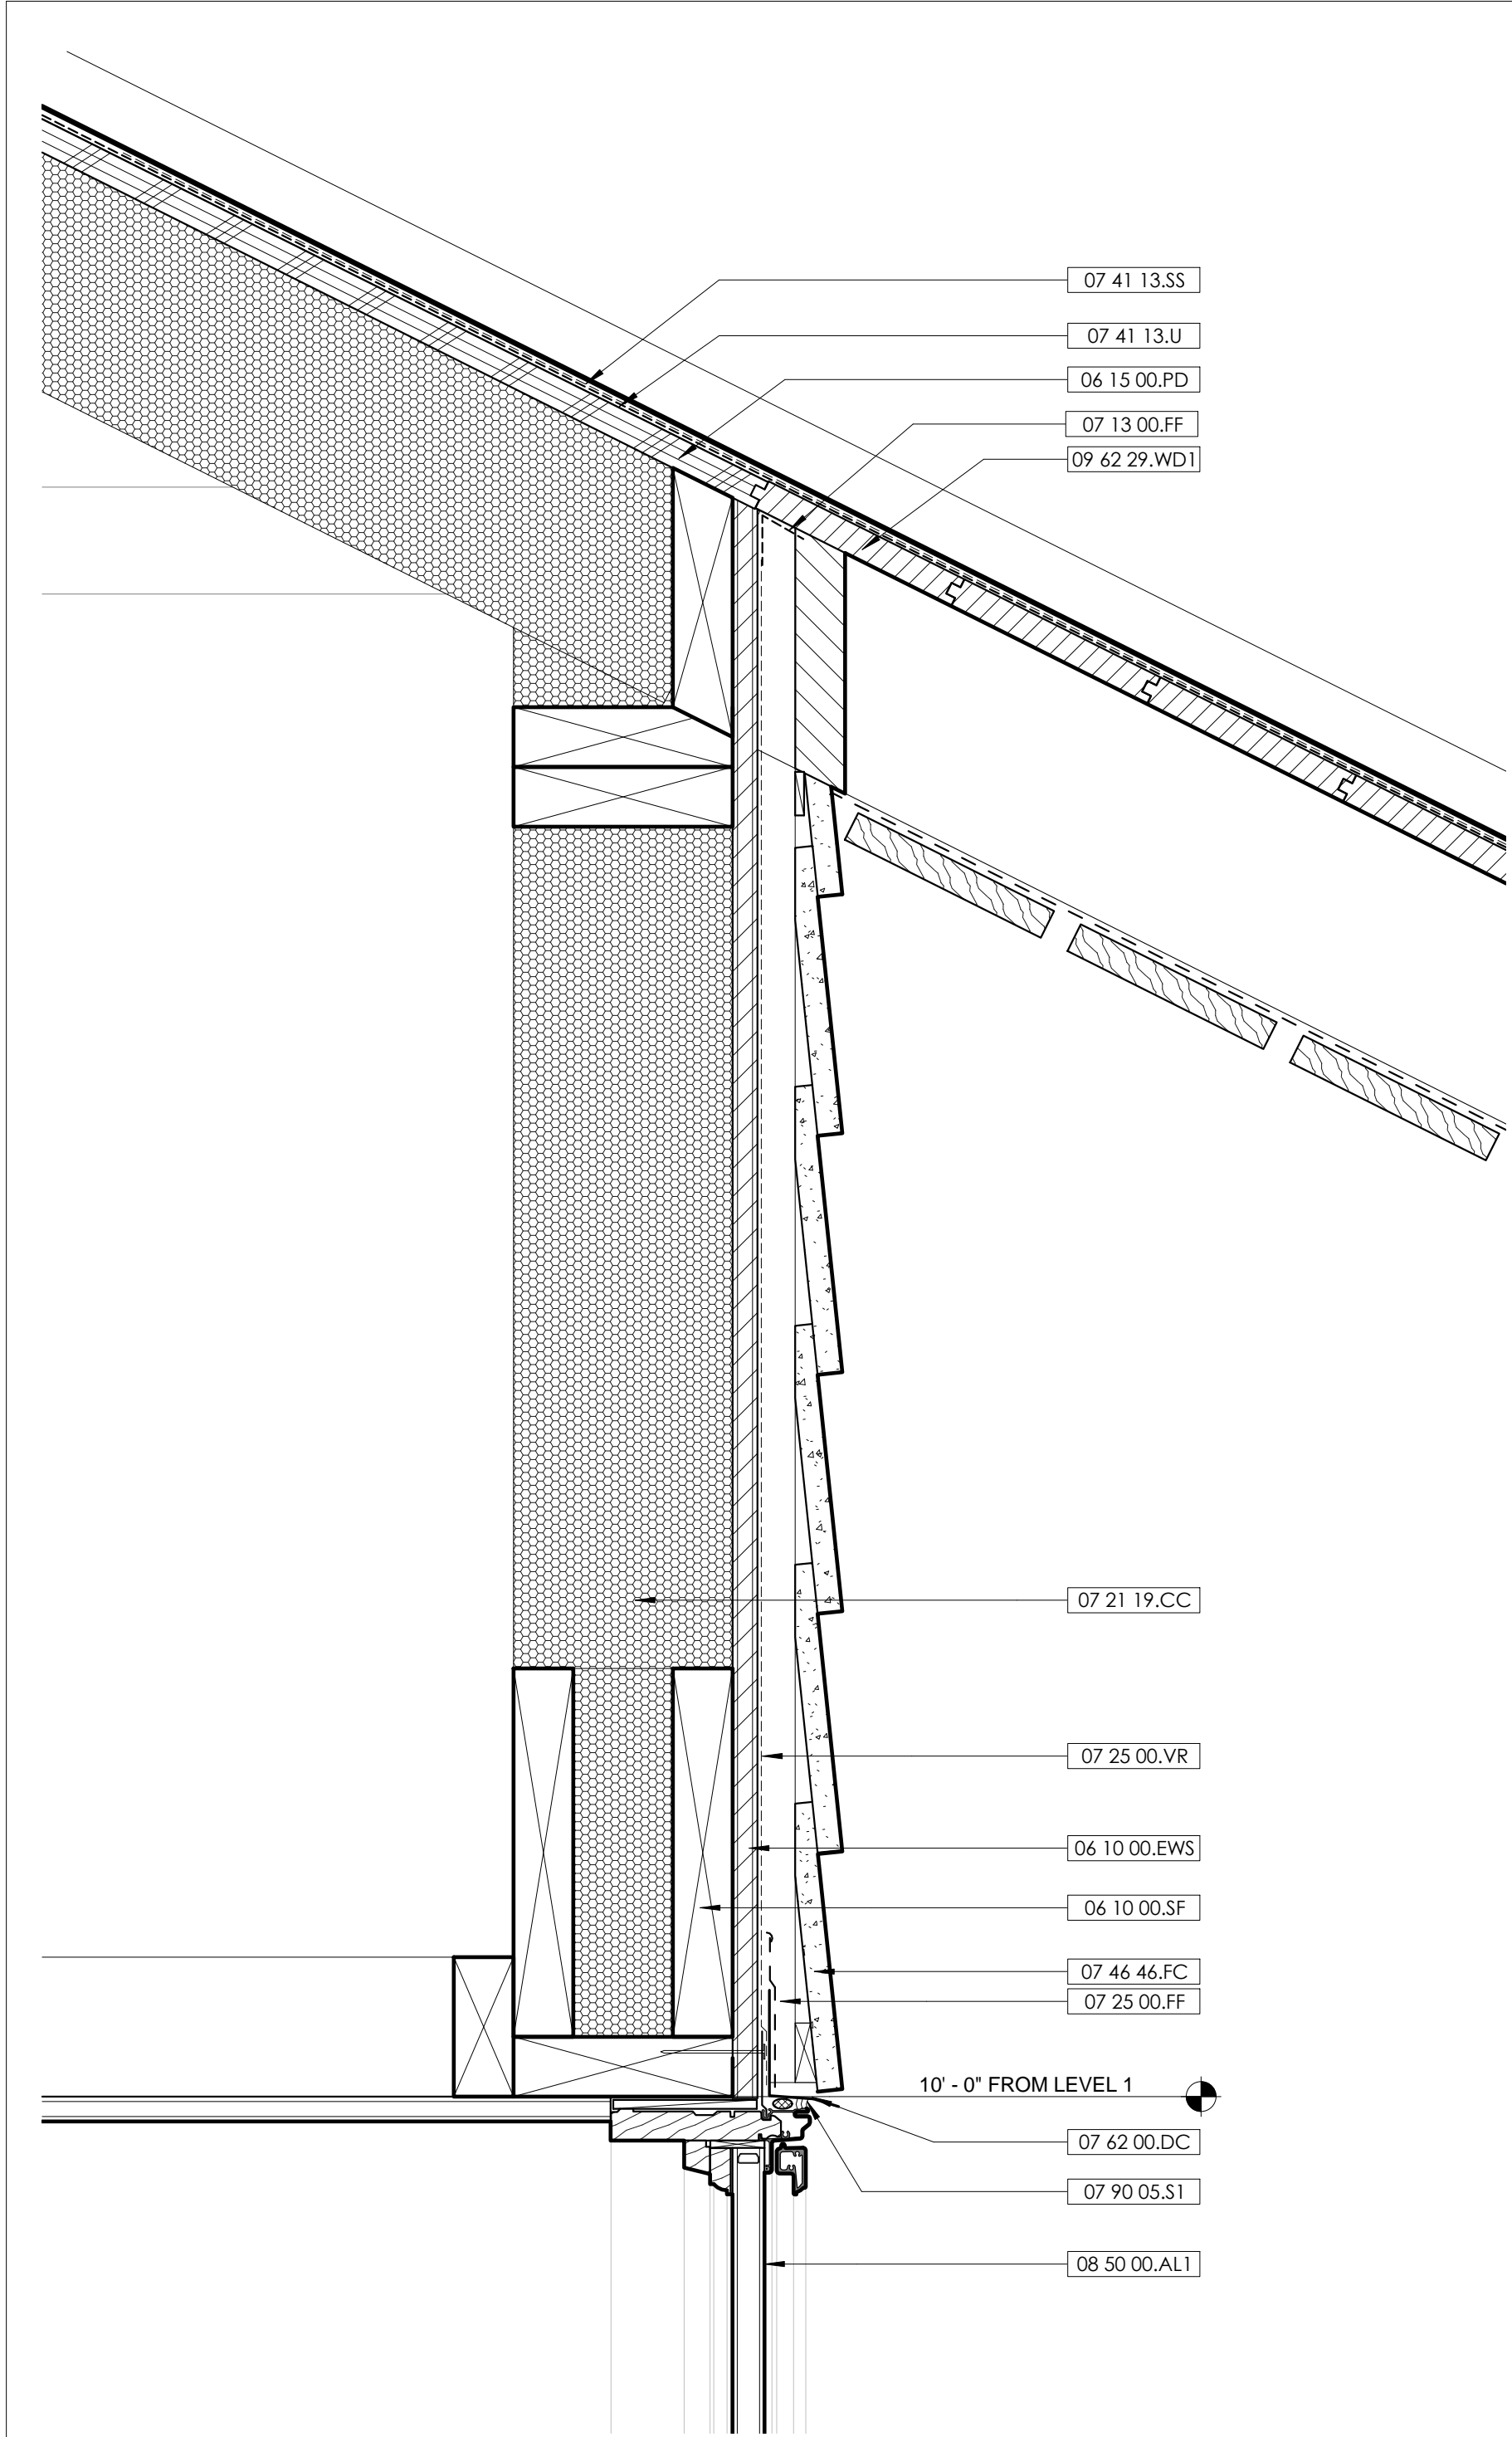 07 41 13.SS
07 41 13.U
06 15 00.PD
07 13 00.FF
09 62 29.WD1
07 21 19.CC
07 25 00.VR
06 10 00.EWS
06 10 00.SF
07 46 46.FC
07 25 00.FF
10' - 0" FROM LEVEL 1
07 62 00.DC
07 90 05.S1
08 50 00.AL1